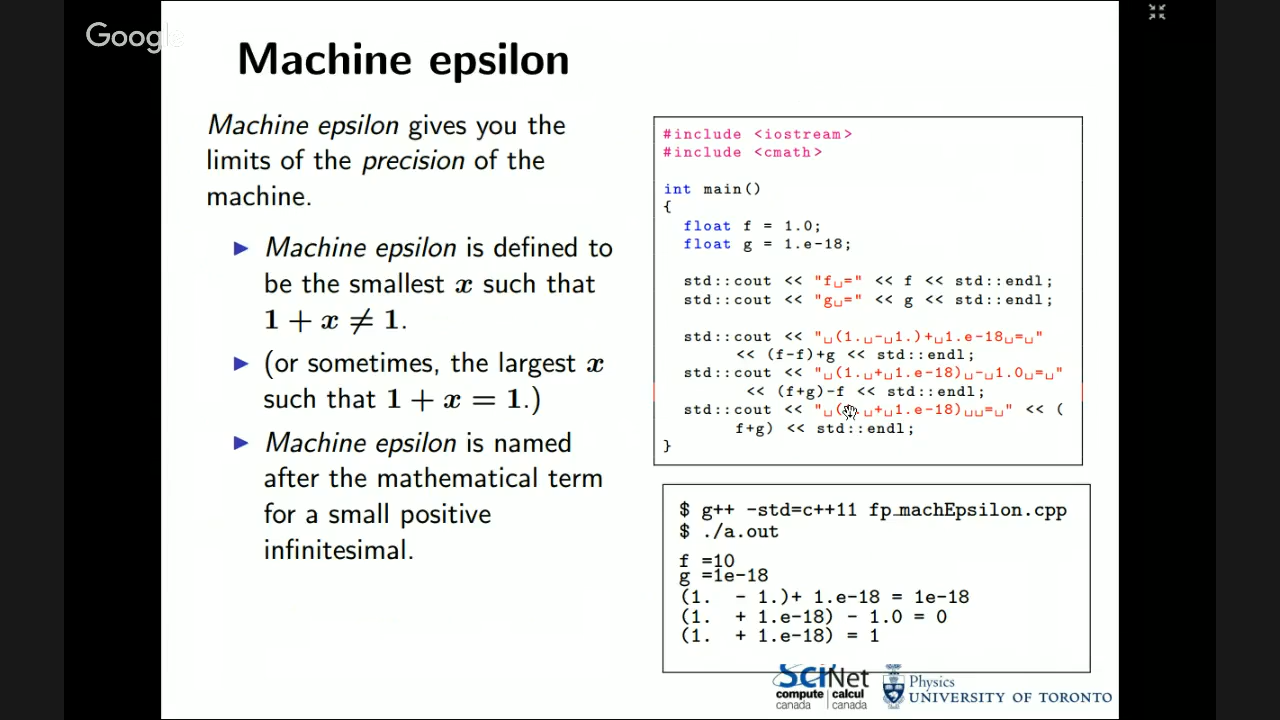 Google
Machine epsilon
Machine epsilon gives you the
limits of the precision of the
machine.
▶ Machine epsilon is defined to
be the smallest x such that
1 + x ≠ 1.
▶ (or sometimes, the largest x
such that 1 + x = 1.)
▶ Machine epsilon is named
after the mathematical term
for a small positive
infinitesimal.
#include <iostream>
#include <cmath>
int main()
{
float f = 1.0;
float g = 1.e-18;
std::cout << "f␣=" << f << std::endl;
std::cout << "g␣=" << g << std::endl;
std::cout << "␣(1.␣-␣1.)+␣1.e-18␣=␣"
<< (f-f)+g << std::endl;
std::cout << "␣(1.␣+␣1.e-18)␣-␣1.0␣=␣"
<< (f+g)-f << std::endl;
std::cout << "␣( ␣+␣1.e-18)␣␣=␣" << (
f+g) << std::endl;
}
$ g++ -std=c++11 fp_machEpsilon.cpp
$ ./a.out
f =10
g =1e-18
(1. - 1.)+ 1.e-18 = 1e-18
(1. + 1.e-18) - 1.0 = 0
(1. + 1.e-18) = 1
SCINet
compute | calcul
canada | canada
Physics
UNIVERSITY OF TORONTO